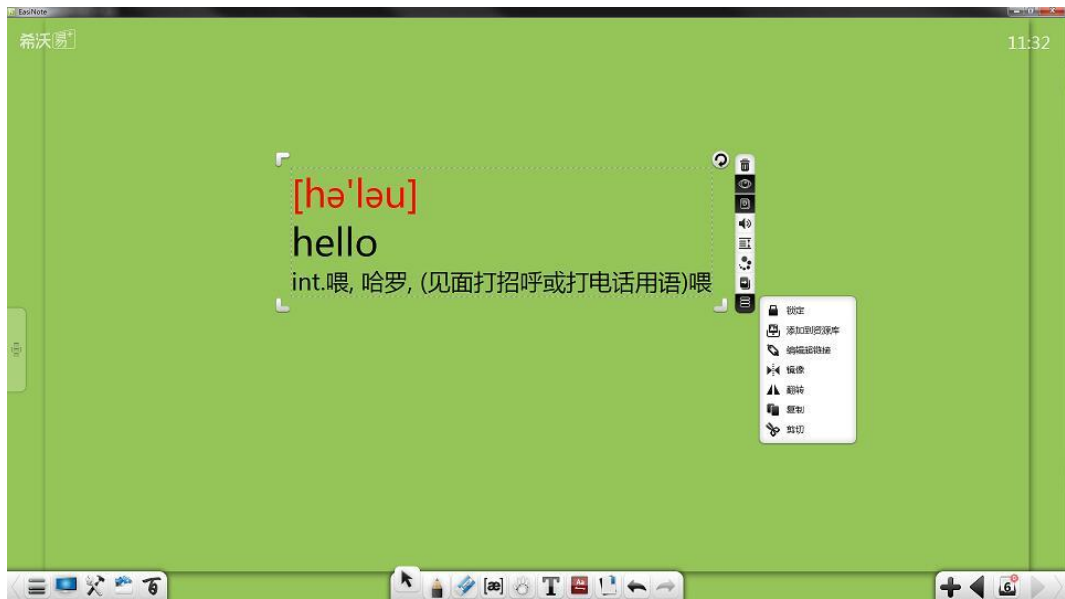 EasiNote
希沃易+
11:32
[hə'ləu]
hello
int.喂, 哈罗, (见面打招呼或打电话用语)喂
锁定
添加到资源库
编辑超链接
镜像
翻转
复制
剪切
[æ]
T
Aa
6